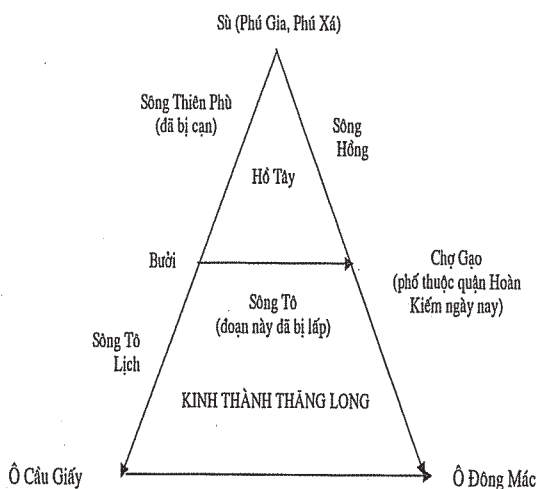 Sù (Phú Gia, Phú Xá)
Sông Thiên Phù
(đã bị cạn)
Sông
Hồng
Hồ Tây
Bưởi
Chợ Gạo
(phố thuộc quận Hoàn
Kiếm ngày nay)
Sông Tô
(đoạn này đã bị lấp)
Sông Tô
Lịch
KINH THÀNH THĂNG LONG
Ô Cầu Giấy
Ô Đông Mác